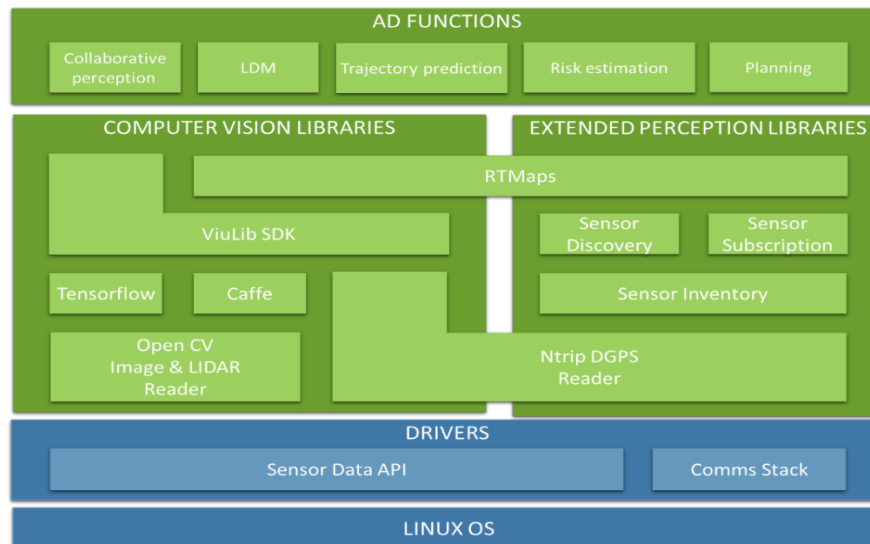 AD FUNCTIONS
Collaborative
perception
LDM
Trajectory prediction
Risk estimation
Planning
COMPUTER VISION LIBRARIES
EXTENDED PERCEPTION LIBRARIES
RTMaps
ViuLib SDK
Sensor
Discovery
Sensor
Subscription
Tensorflow
Caffe
Sensor Inventory
Open CV
Image & LIDAR
Reader
Ntrip DGPS
Reader
DRIVERS
Sensor Data API
Comms Stack
LINUX OS